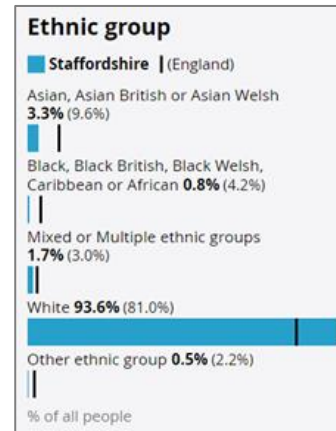 Ethnic group
Staffordshire (England)
Asian, Asian British or Asian Welsh
3.3% (9.6%)
Black, Black British, Black Welsh,
Caribbean or African 0.8% (4.2%)
Mixed or Multiple ethnic groups
1.7% (3.0%)
White 93.6% (81.0%)
Other ethnic group 0.5% (2.2%)
% of all people